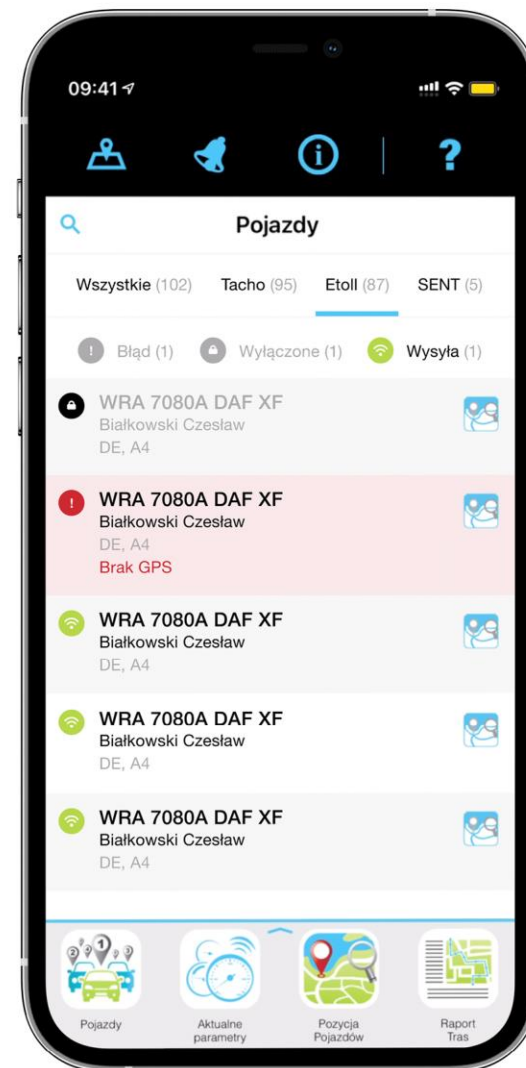 09:41
Pojazdy
Wszystkie (102) Tacho (95) Etoll (87) SENT (5)
Błąd (1) Wyłączone (1) Wysyła (1)
WRA 7080A DAF XF
Białkowski Czesław
DE, A4
WRA 7080A DAF XF
Białkowski Czesław
DE, A4
Brak GPS
WRA 7080A DAF XF
Białkowski Czesław
DE, A4
WRA 7080A DAF XF
Białkowski Czesław
DE, A4
WRA 7080A DAF XF
Białkowski Czesław
DE, A4
2 1 3
Pojazdy
Aktualne
parametry
Pozycja
Pojazdów
Raport
Tras